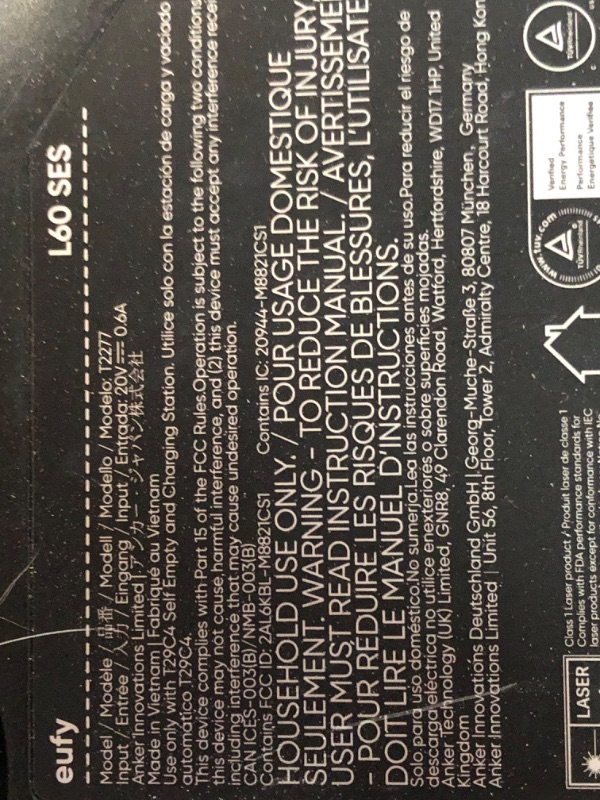 eufy
L60 SES
Model / Modèle / 品番 / Modell / Modello / Modelo: T2277
Input / Entrée / 入力 / Engang / Input / Entrada: 20V 0.6A
Anker Innovations Limited | アンカー・ジャパン株式会社
Made in Vietnam | Fabriqué au Vietnam
Use only with T29C4 Self Empty and Charging Station. Utilice solo con la estación de carga y vaciado
automático T29C4.
This device complies with Part 15 of the FCC Rules.Operation is subject to the following two conditions
this device may not cause harmful interference, and (2) this device must accept any interference
including interference that may cause undesired operation.
CAN ICES-003(B) / NMB-003(B)
Contains FCC ID: 2AL6KBL-M8821CS1 Contains IC: 20944-M8821CS1
HOUSEHOLD USE ONLY. / POUR USAGE DOMESTIQUE
SEULEMENT. WARNING - TO REDUCE THE RISK OF INJURY,
USER MUST READ INSTRUCTION MANUAL. /
- POUR RÉDUIRE LES RISQUES DE BLESSURES, L'UTILISATE
DOIT LIRE LE MANUEL D'INSTRUCTIONS.
Solo para uso doméstico.No sumerja.Lea las instrucciones antes de su uso.Para reducir el riesgo de
descarga eléctrica no utilice enexteriores o sobre superficies mojadas.
Anker Technology (UK) Limited, GNR8, 49 Clarendon Road, Watford, Hertfordshire, WD17 1HP, United
Kingdom
Anker Innovations Deutschland GmbH | Georg-Muche-Straße 3, 80807 München, Germany
Anker Innovations Limited | Unit 56, 8th Floor, Tower 2, Admiralty Centre, 18 Harcourt Road, Hong Kon
LASER
Class 1 Laser product / Produit laser de classe 1
Complies with FDA performance standards for
laser products except for conformance with IEC
www.tuv.com
TÜVRheinland
Verified
Energy Performance
Performance
Energetique Verifiee
TÜVRheinland